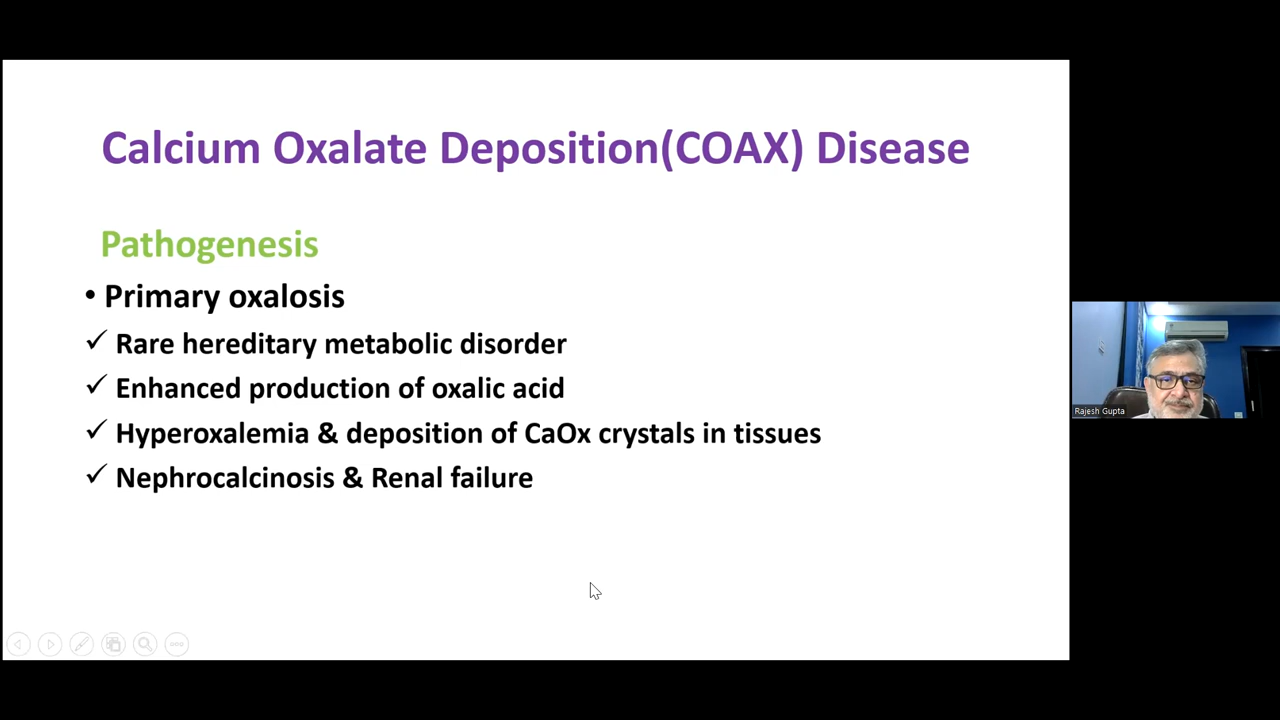 Calcium Oxalate Deposition(COAX) Disease
Pathogenesis
• Primary oxalosis
✓ Rare hereditary metabolic disorder
✓ Enhanced production of oxalic acid
✓ Hyperoxalemia & deposition of CaOx crystals in tissues
✓ Nephrocalcinosis & Renal failure
Rajesh Gupta